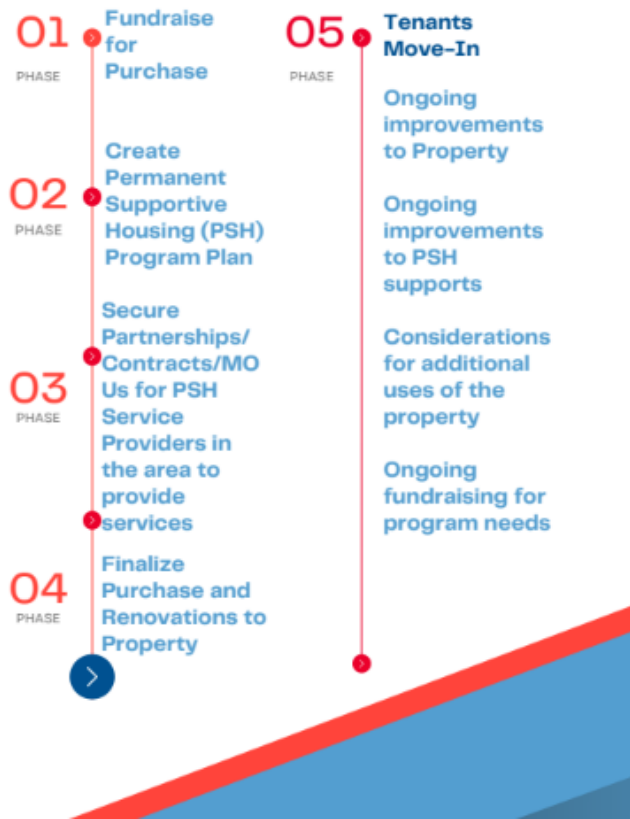 01
PHASE
Fundraise
for
Purchase
02
PHASE
Create
Permanent
Supportive
Housing (PSH)
Program Plan
03
PHASE
Secure
Partnerships/
Contracts/MO
Us for PSH
Service
Providers in
the area to
provide
services
04
PHASE
Finalize
Purchase and
Renovations to
Property
05
PHASE
Tenants
Move-In
Ongoing
improvements
to Property
Ongoing
improvements
to PSH
supports
Considerations
for additional
uses of the
property
Ongoing
fundraising for
program needs